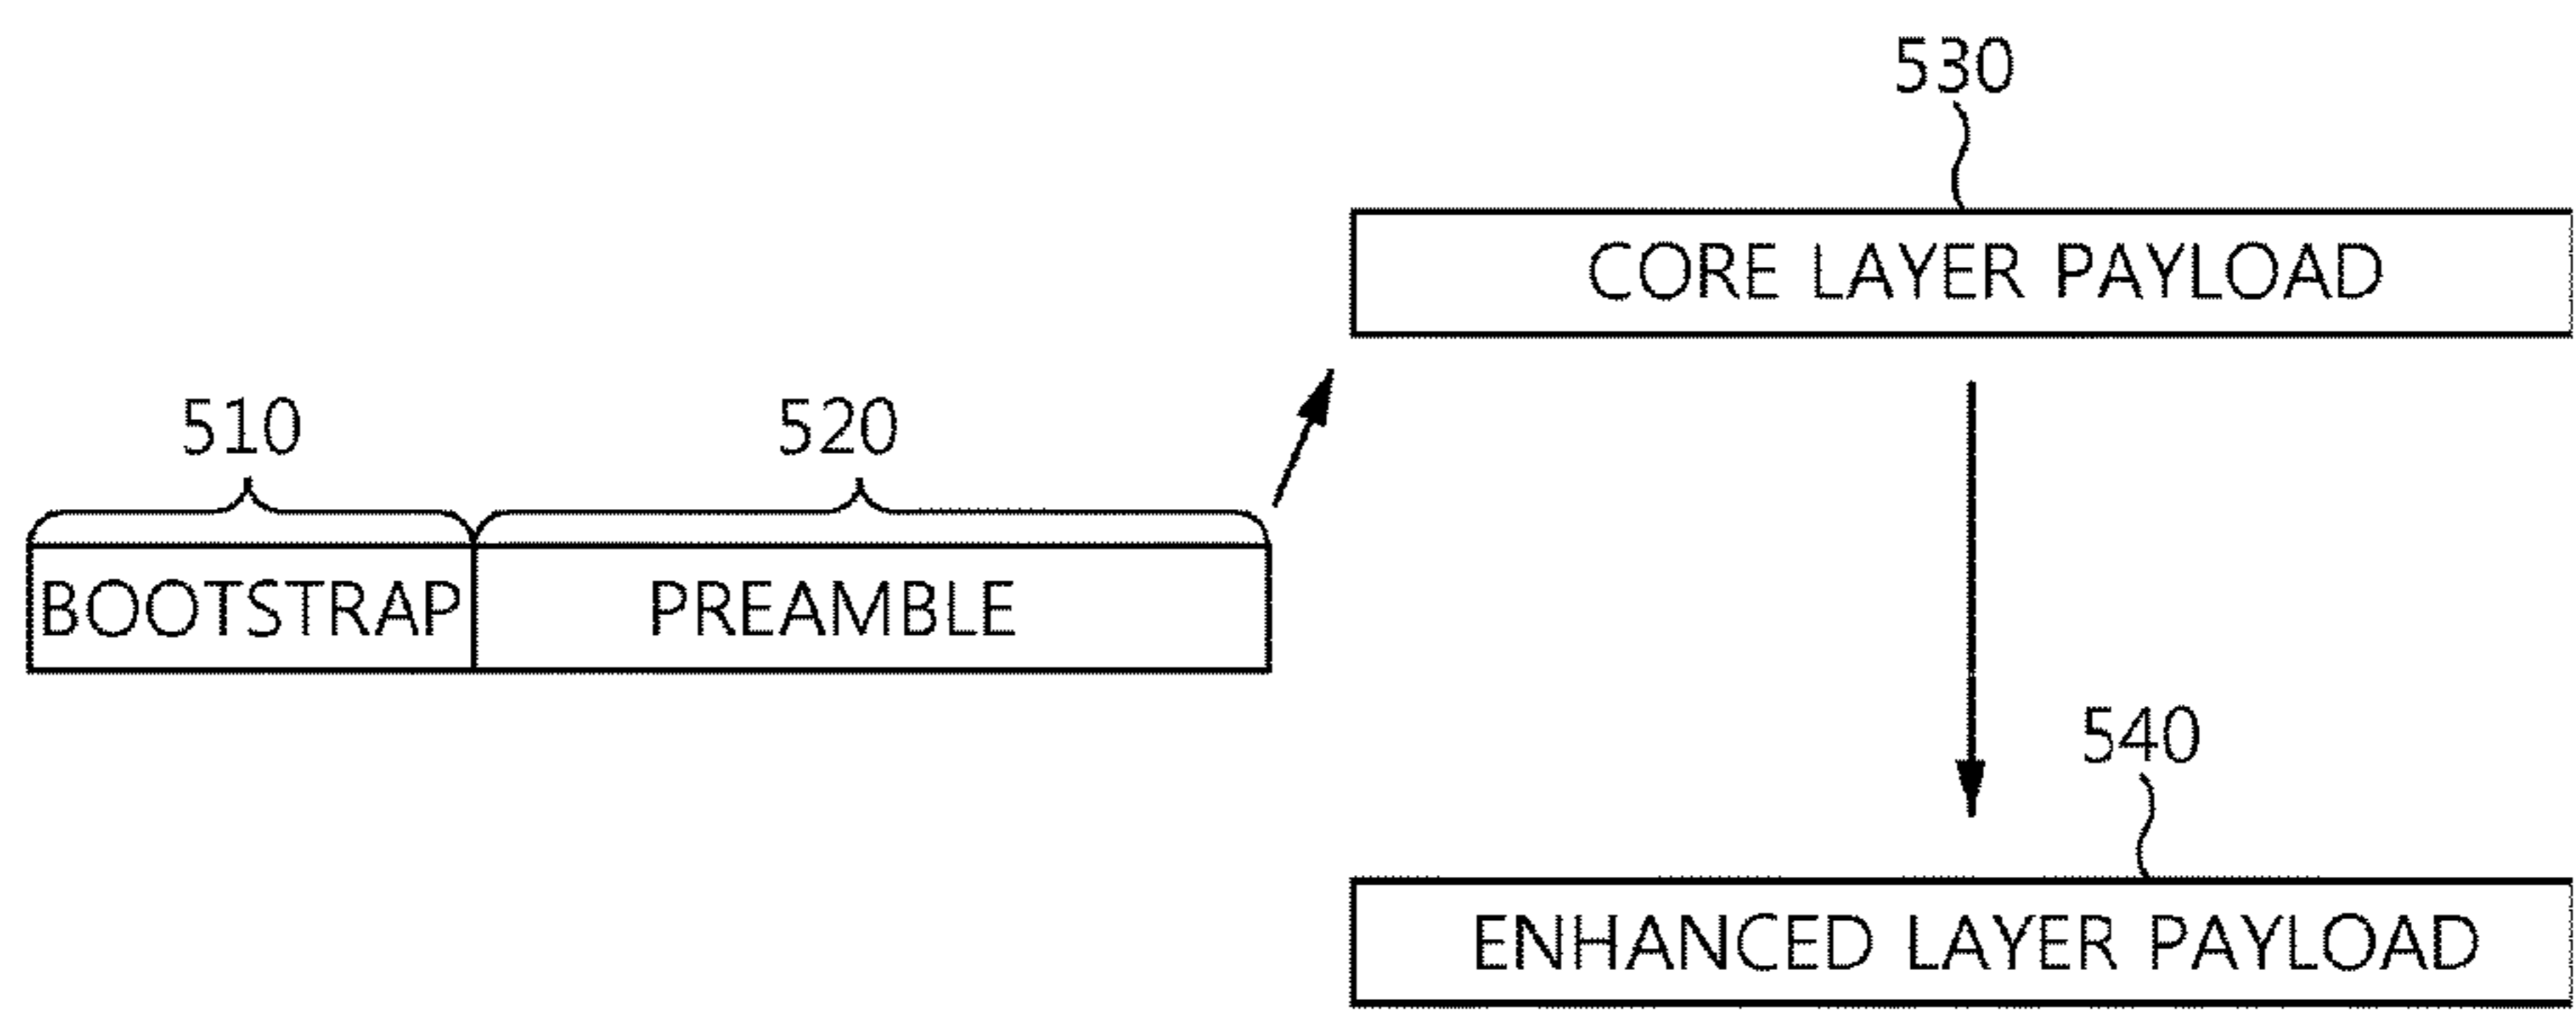 530
CORE LAYER PAYLOAD
510 520
BOOTSTRAP PREAMBLE
540
ENHANCED LAYER PAYLOAD